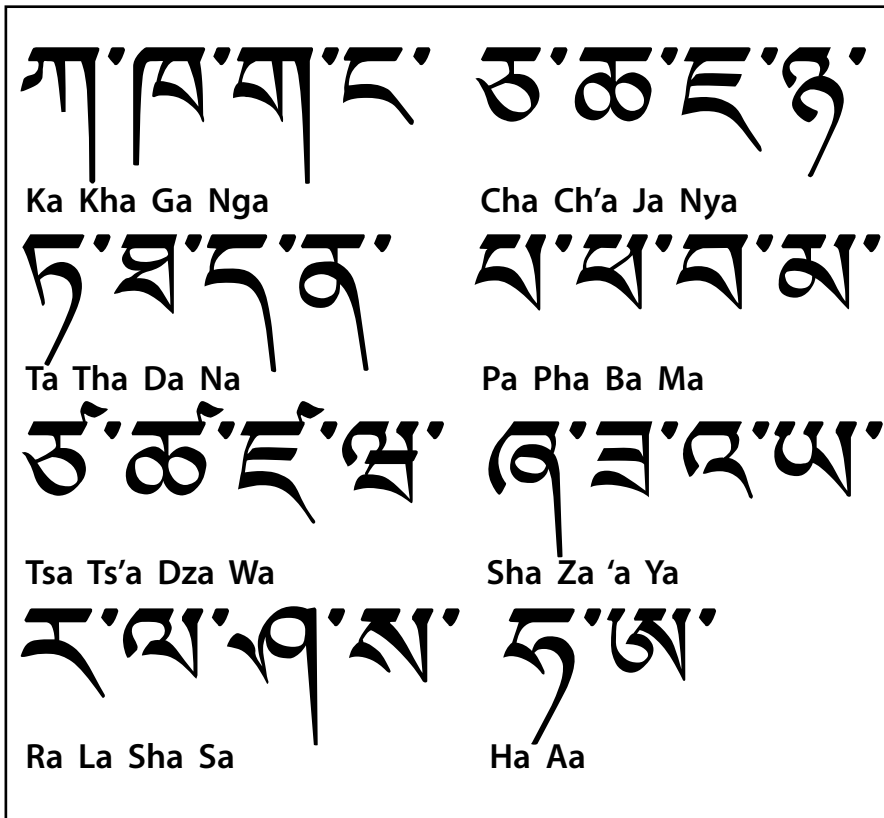 ཀ་ཁ་ག་ང་ ཅ་ཆ་ཇ་ཉ་
Ka Kha Ga Nga Cha Ch’a Ja Nya
ཏ་ཐ་ད་ན་ པ་ཕ་བ་མ་
Ta Tha Da Na Pa Pha Ba Ma
ཙ་ཚ་ཛ་ཝ་ ཞ་ཟ་འ་ཡ་
Tsa Ts’a Dza Wa Sha Za ‘a Ya
ར་ལ་ཤ་ས་ ཧ་ཨ་
Ra La Sha Sa Ha Aa